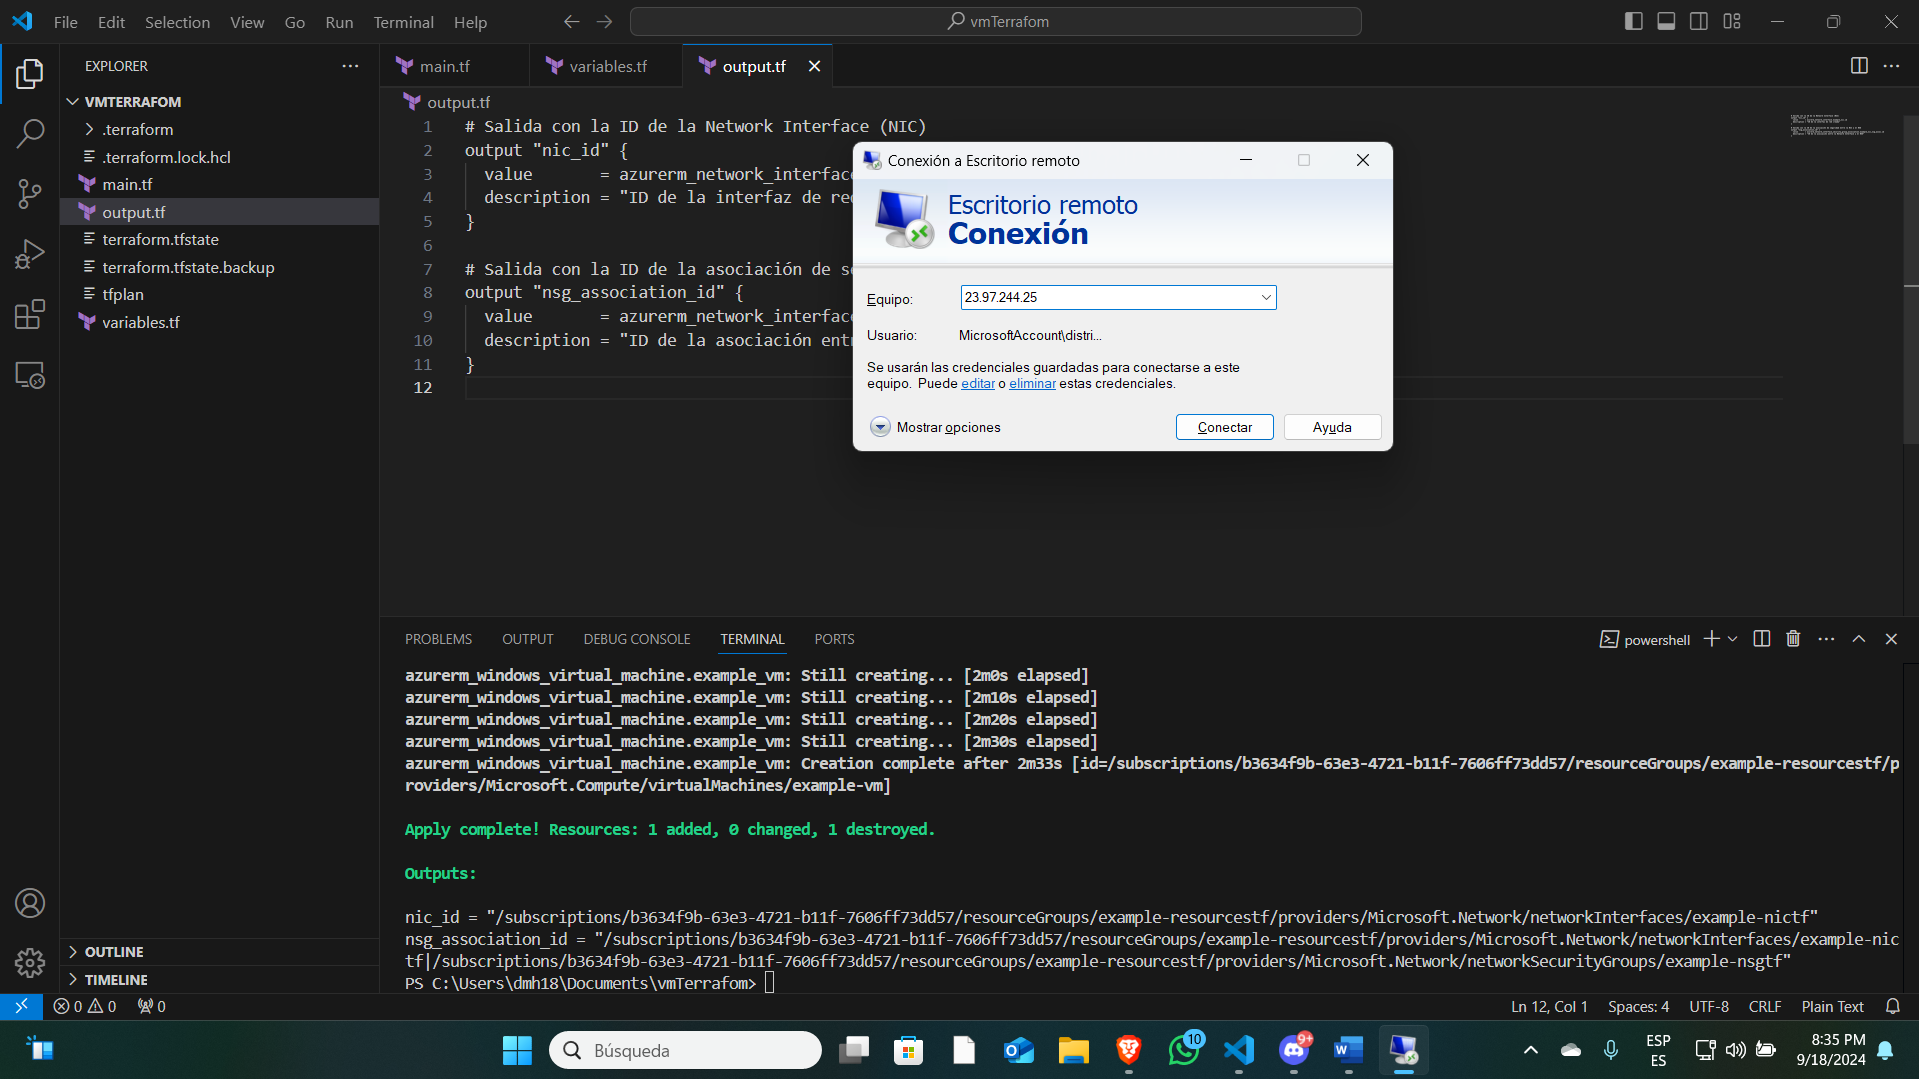 File Edit Selection View Go Run Terminal Help
vmTerrafom
EXPLORER
VMTERRAFOM
.terraform
.terraform.lock.hcl
main.tf
output.tf
terraform.tfstate
terraform.tfstate.backup
tfplan
variables.tf
OUTLINE
TIMELINE
main.tf
variables.tf
output.tf
output.tf
1 # Salida con la ID de la Network Interface (NIC)
2 output "nic_id" {
3 value = azurerm_network_interface
4 description = "ID de la interfaz de re
5 }
6
7 # Salida con la ID de la asociación de s
8 output "nsg_association_id" {
9 value = azurerm_network_interface
10 description = "ID de la asociación ent
11 }
12
Conexión a Escritorio remoto
Escritorio remoto
Conexión
Equipo: 23.97.244.25
Usuario: MicrosoftAccount\distri...
Se usarán las credenciales guardadas para conectarse a este
equipo. Puede editar o eliminar estas credenciales.
Mostrar opciones
Conectar
Ayuda
PROBLEMS OUTPUT DEBUG CONSOLE TERMINAL PORTS
powershell
azurerm_windows_virtual_machine.example_vm: Still creating... [2m0s elapsed]
azurerm_windows_virtual_machine.example_vm: Still creating... [2m10s elapsed]
azurerm_windows_virtual_machine.example_vm: Still creating... [2m20s elapsed]
azurerm_windows_virtual_machine.example_vm: Still creating... [2m30s elapsed]
azurerm_windows_virtual_machine.example_vm: Creation complete after 2m33s [id=/subscriptions/b3634f9b-63e3-4721-b11f-7606ff73dd57/resourceGroups/example-resourcestf/p
roviders/Microsoft.Compute/virtualMachines/example-vm]
Apply complete! Resources: 1 added, 0 changed, 1 destroyed.
Outputs:
nic_id = "/subscriptions/b3634f9b-63e3-4721-b11f-7606ff73dd57/resourceGroups/example-resourcestf/providers/Microsoft.Network/networkInterfaces/example-nictf"
nsg_association_id = "/subscriptions/b3634f9b-63e3-4721-b11f-7606ff73dd57/resourceGroups/example-resourcestf/providers/Microsoft.Network/networkInterfaces/example-nic
tf|/subscriptions/b3634f9b-63e3-4721-b11f-7606ff73dd57/resourceGroups/example-resourcestf/providers/Microsoft.Network/networkSecurityGroups/example-nsgtf"
PS C:\Users\dmh18\Documents\vmTerrafom>
0 0 0
Ln 12, Col 1 Spaces: 4 UTF-8 CRLF Plain Text
Búsqueda
10
9+
ESP
ES
8:35 PM
9/18/2024